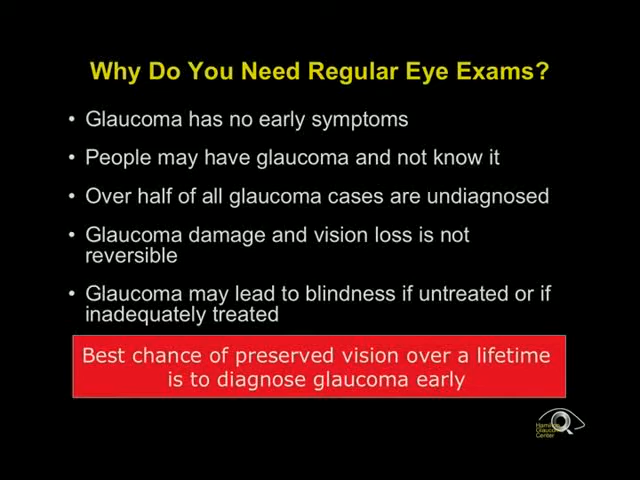 Why Do You Need Regular Eye Exams?
• Glaucoma has no early symptoms
• People may have glaucoma and not know it
• Over half of all glaucoma cases are undiagnosed
• Glaucoma damage and vision loss is not
reversible
• Glaucoma may lead to blindness if untreated or if
inadequately treated
Best chance of preserved vision over a lifetime
is to diagnose glaucoma early
Center